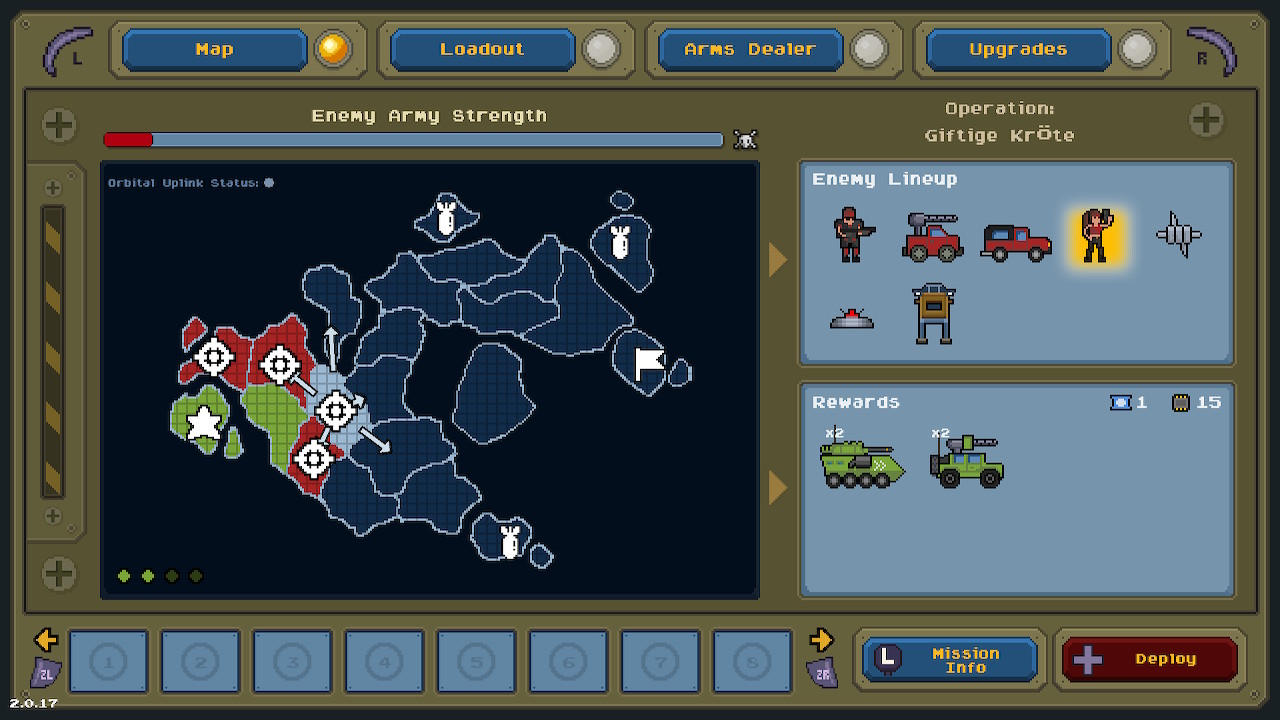 L
Map
Loadout
Arms Dealer
Upgrades
R
Enemy Army Strength
Operation:
Giftige KrÖte
Orbital Uplink Status:
Enemy Lineup
Rewards
1
15
x2
x2
ZL
1
2
3
4
5
6
7
8
ZR
L
Mission
Info
Deploy
2.0.17